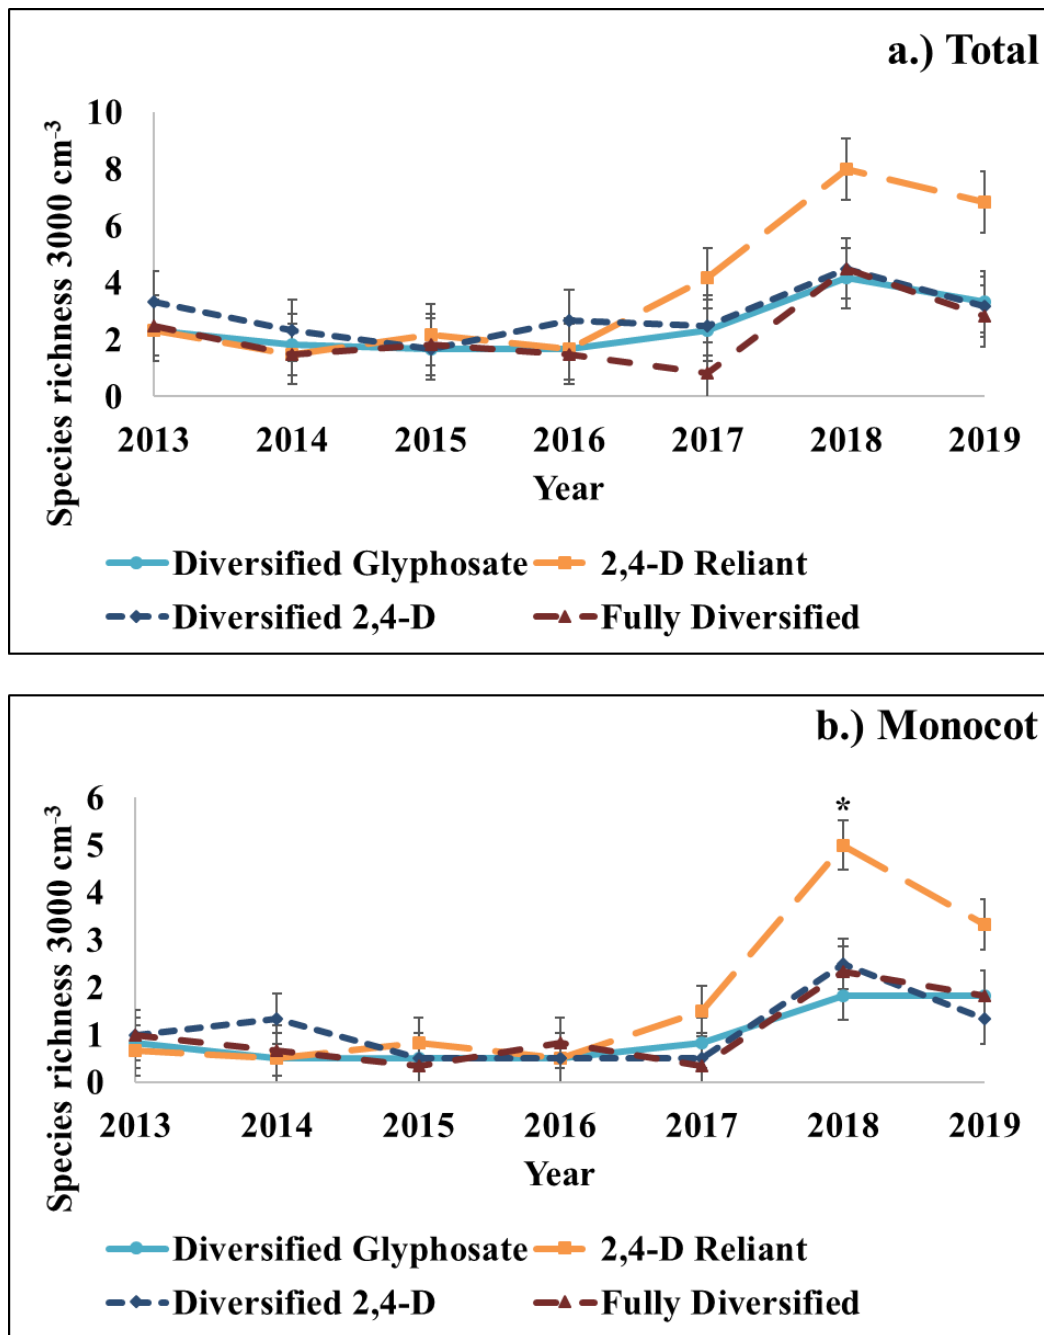 a.) Total
Species richness 3000 cm⁻³
10
8
6
4
2
0
2013 2014 2015 2016 2017 2018 2019
Year
Diversified Glyphosate 2,4-D Reliant
Diversified 2,4-D Fully Diversified
b.) Monocot
Species richness 3000 cm⁻³
6
5
4
3
2
1
0
*
2013 2014 2015 2016 2017 2018 2019
Year
Diversified Glyphosate 2,4-D Reliant
Diversified 2,4-D Fully Diversified